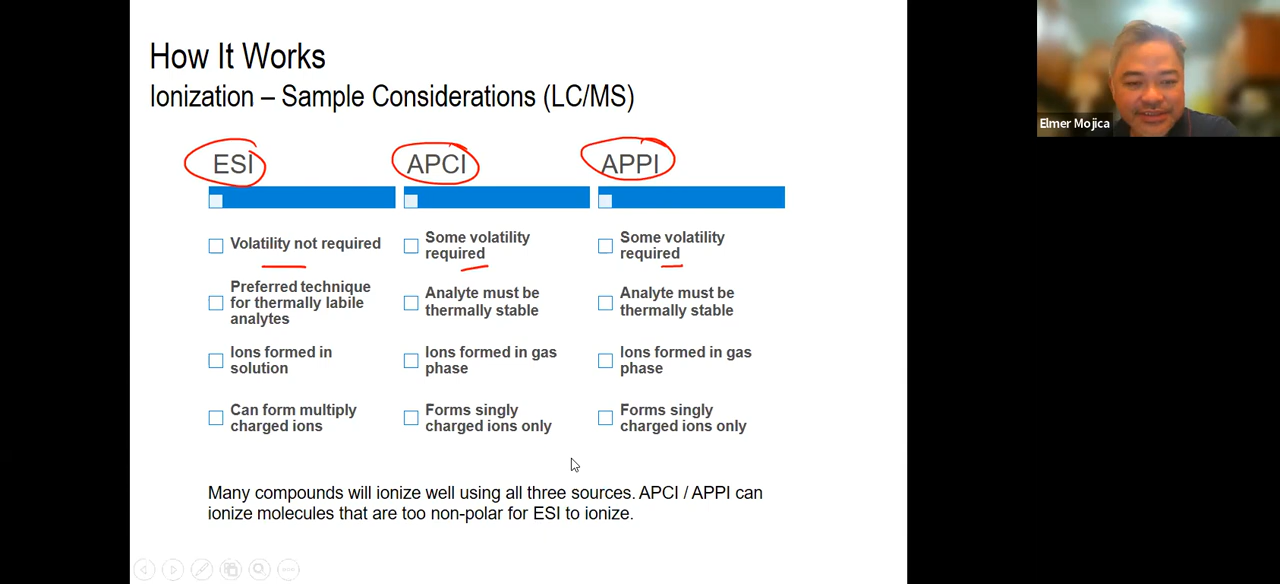 How It Works
Ionization – Sample Considerations (LC/MS)
Elmer Mojica
ESI
APCI
APPI
Volatility not required
Some volatility
required
Some volatility
required
Preferred technique
for thermally labile
analytes
Analyte must be
thermally stable
Analyte must be
thermally stable
Ions formed in
solution
Ions formed in gas
phase
Ions formed in gas
phase
Can form multiply
charged ions
Forms singly
charged ions only
Forms singly
charged ions only
Many compounds will ionize well using all three sources. APCI / APPI can
ionize molecules that are too non-polar for ESI to ionize.